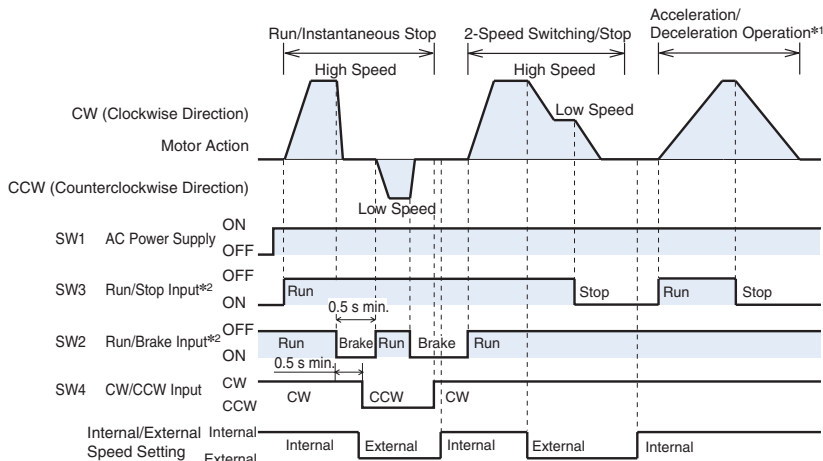 Acceleration/
Run/Instantaneous Stop 2-Speed Switching/Stop Deceleration Operation*1
High Speed High Speed
CW (Clockwise Direction) Low Speed
Motor Action
CCW (Counterclockwise Direction)
Low Speed
SW1 AC Power Supply ON
OFF
SW3 Run/Stop Input*2 OFF Run Stop Run Stop
ON
0.5 s min.
SW2 Run/Brake Input*2 OFF Run Brake Run Brake Run
ON
0.5 s min.
SW4 CW/CCW Input CW CW CCW CW
CCW
Internal/External Internal Internal External Internal External Internal
Speed Setting External